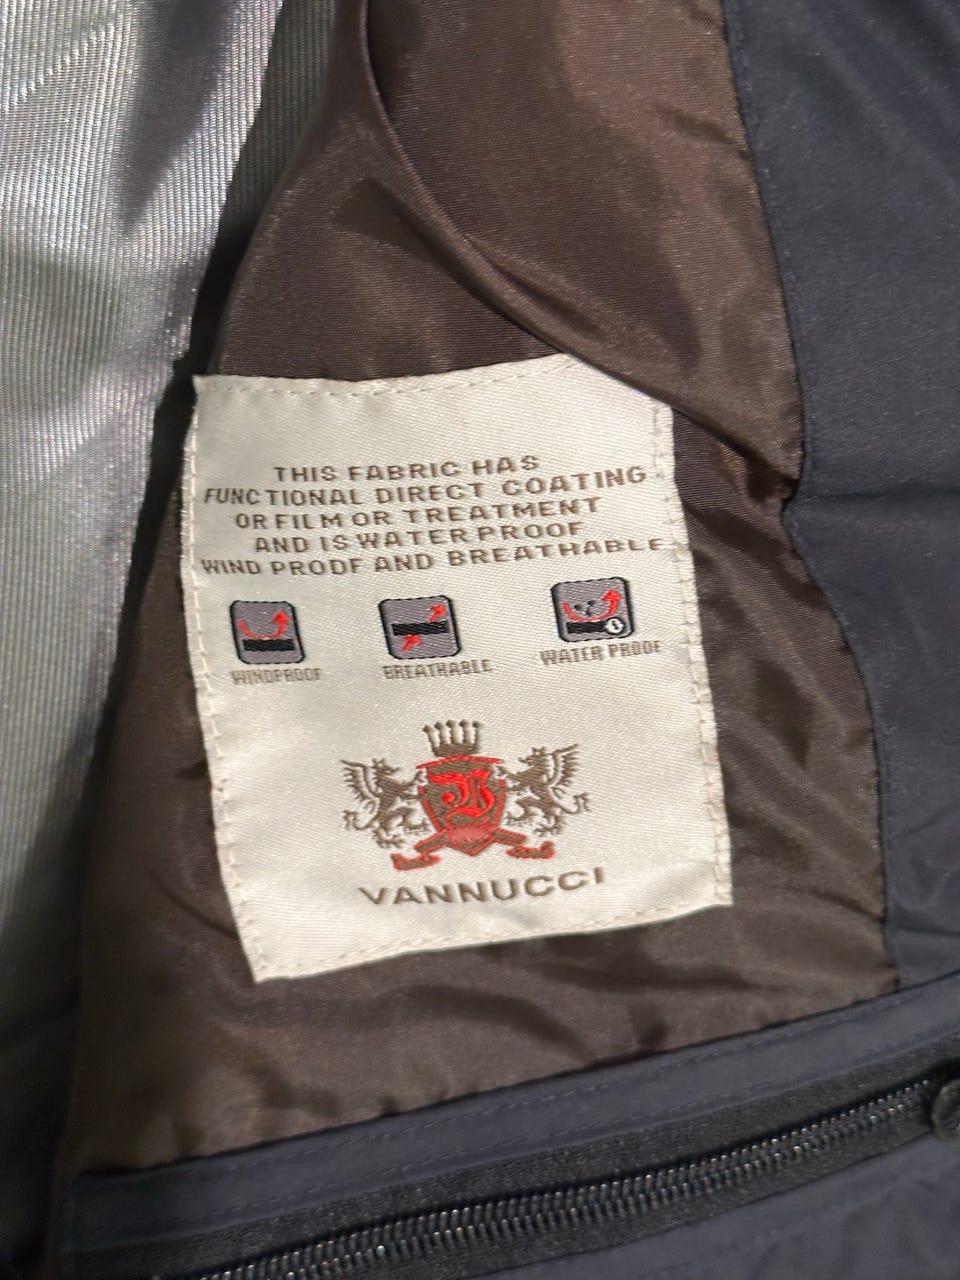 THIS FABRIC HAS
FUNCTIONAL DIRECT COATING
OR FILM OR TREATMENT
AND IS WATER PROOF
WIND PROOF AND BREATHABLE
WINDPROOF
BREATHABLE
WATER PROOF
VANNUCCI